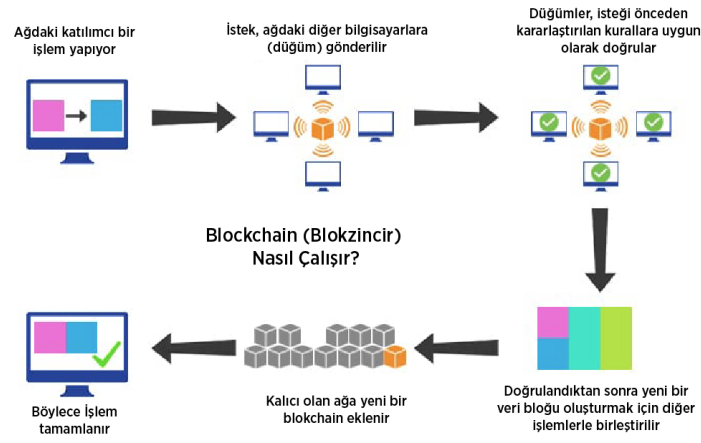 Ağdaki katılımcı bir
işlem yapıyor
İstek, ağdaki diğer bilgisayarlara
(düğüm) gönderilir
Düğümler, isteği önceden
kararlaştırılan kurallara uygun
olarak doğrular
Blockchain (Blokzincir)
Nasıl Çalışır?
Doğrulandıktan sonra yeni bir
veri bloğu oluşturmak için diğer
işlemlerle birleştirilir
Kalıcı olan ağa yeni bir
blokchain eklenir
Böylece İşlem
tamamlanır